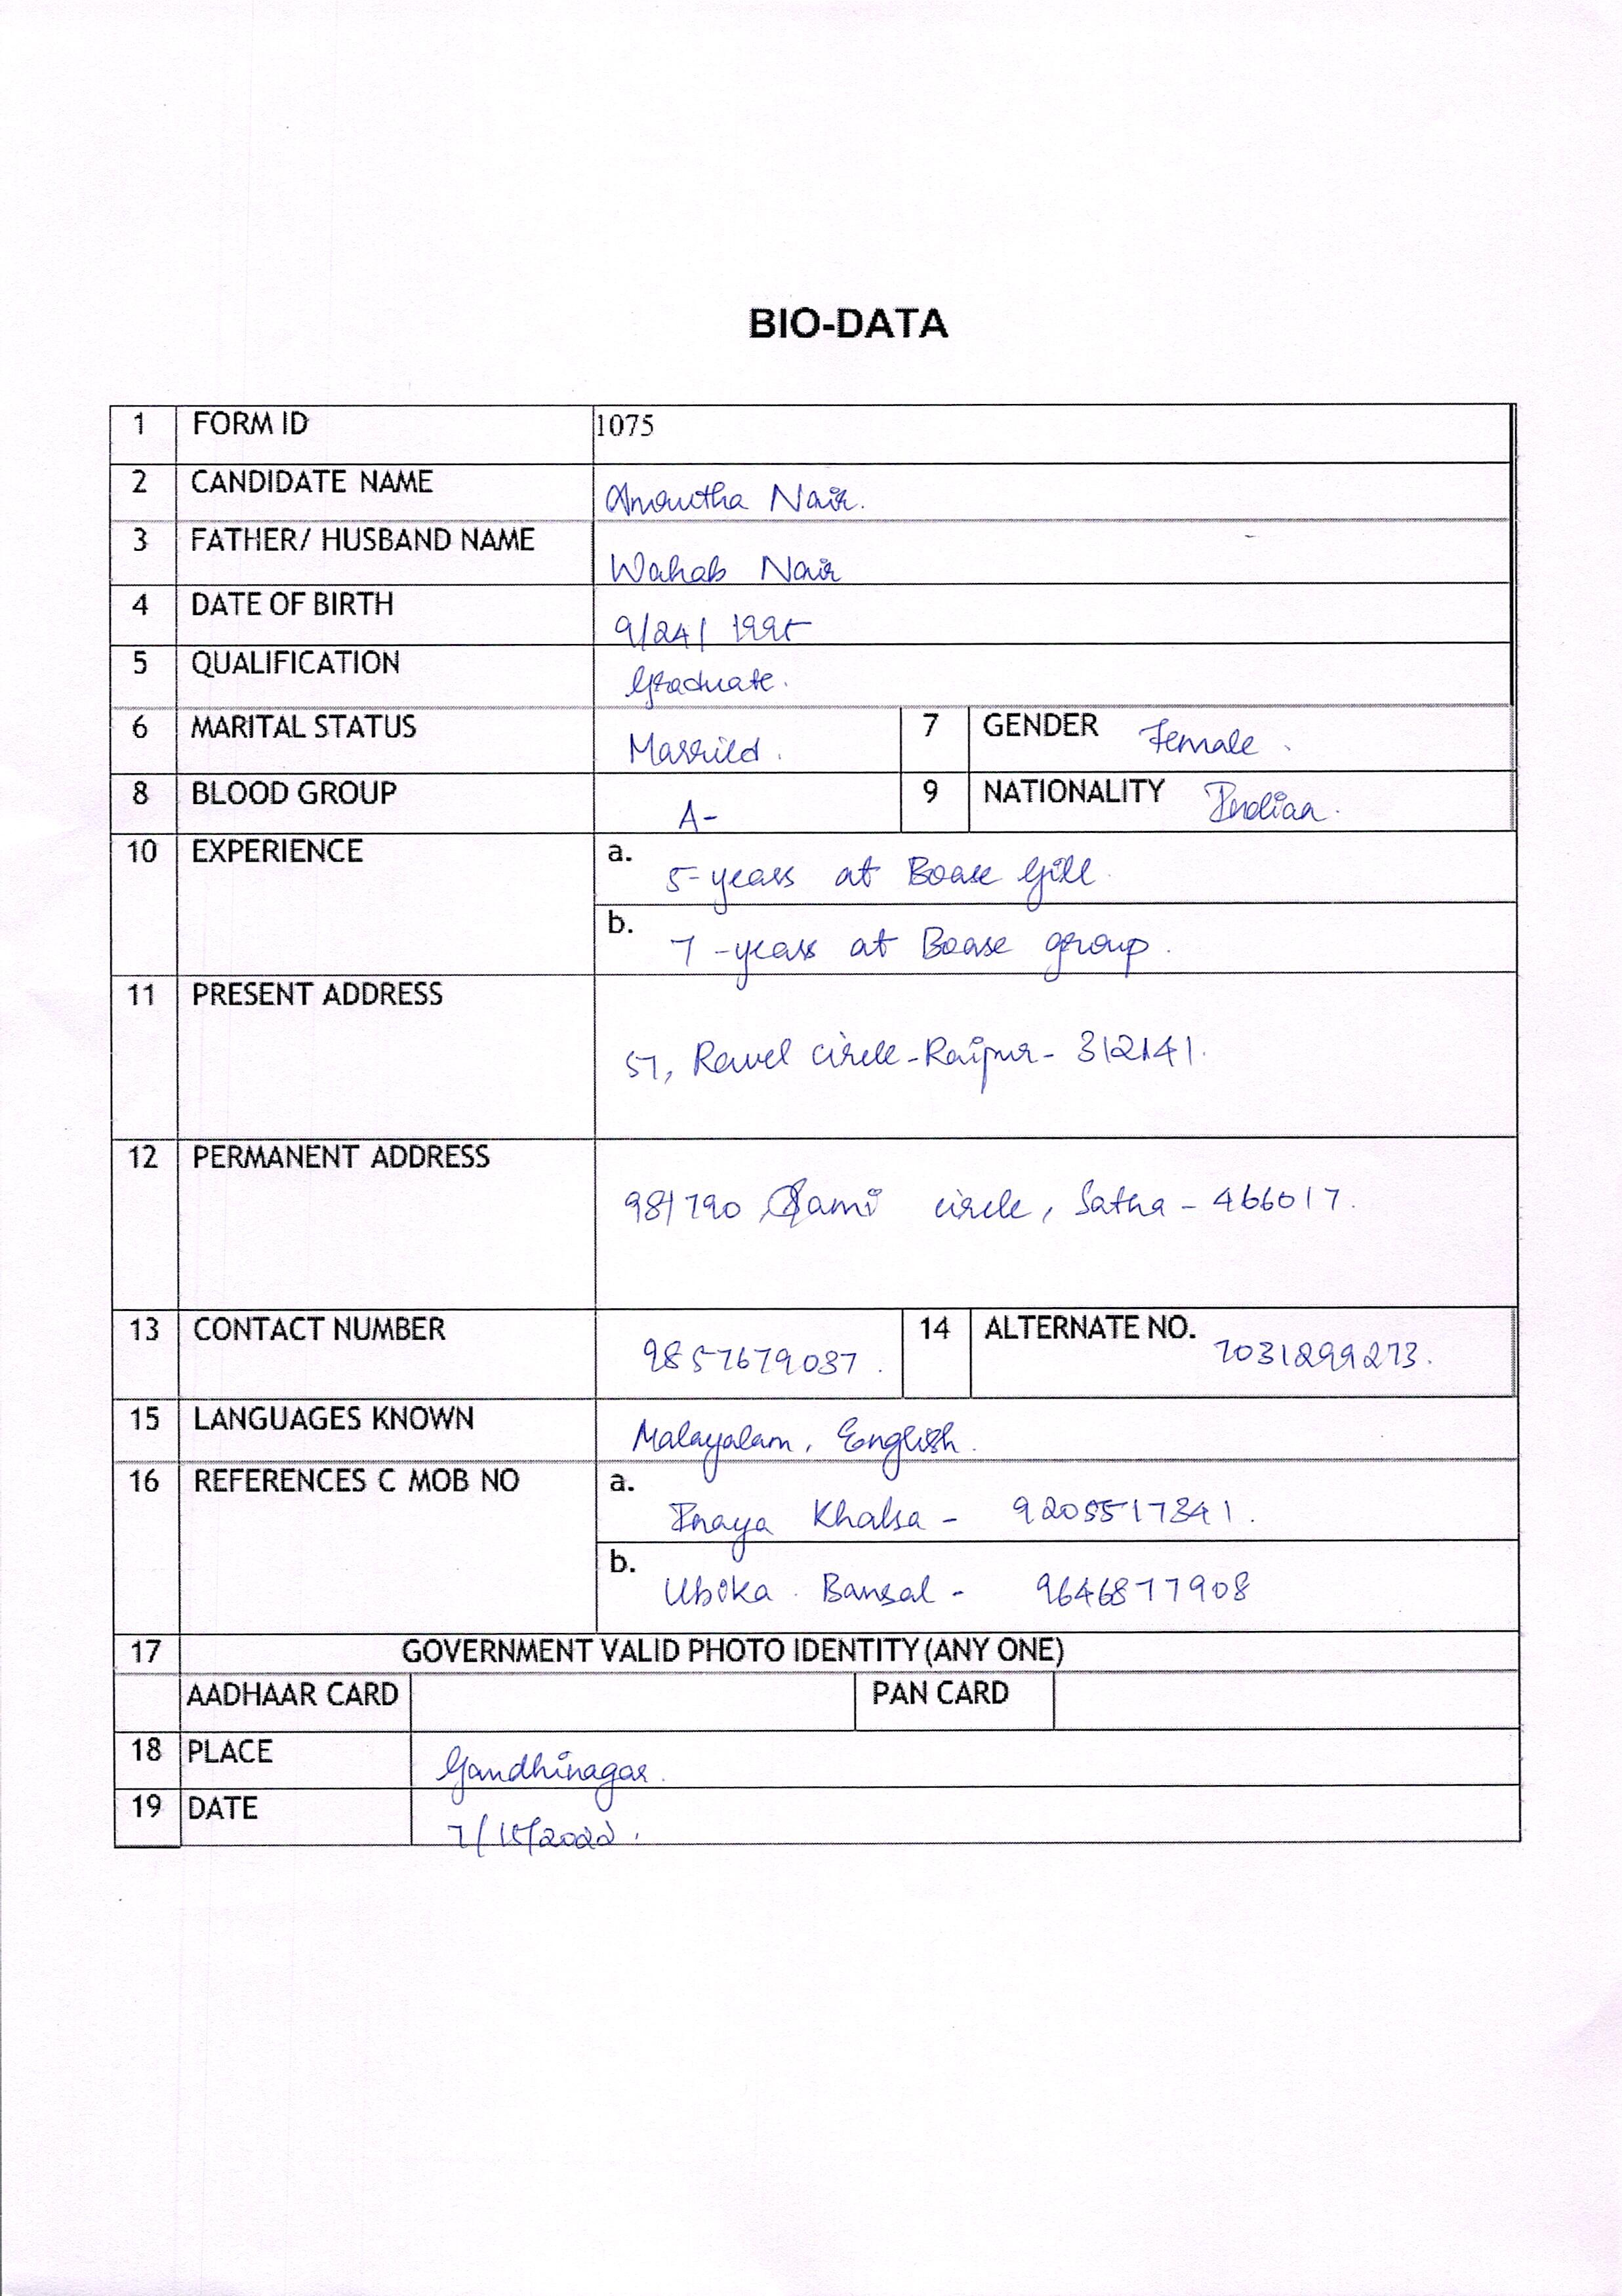 BIO-DATA
1 FORM ID 1075
2 CANDIDATE NAME Nair.
3 FATHER/ HUSBAND NAME Wahab Nair
4 DATE OF BIRTH 9/24/ 1995
5 QUALIFICATION Graduate.
6 MARITAL STATUS Married. 7 GENDER Female.
8 BLOOD GROUP A- 9 NATIONALITY Indian.
10 EXPERIENCE a. 5-years at Boase Gill.
b. 7-years at Boase group.
11 PRESENT ADDRESS 57, circle-Raipur- 312141.
12 PERMANENT ADDRESS 98/790 Sami circle, Satna - 466017.
13 CONTACT NUMBER 9857679037. 14 ALTERNATE NO. 7031299273.
15 LANGUAGES KNOWN Malayalam, English.
16 REFERENCES C MOB NO a. Inaya Khalsa - 9205517341.
b. Bansal - 9646877908
17 GOVERNMENT VALID PHOTO IDENTITY (ANY ONE)
AADHAAR CARD PAN CARD
18 PLACE Gandhinagar.
19 DATE 7/15/2022.